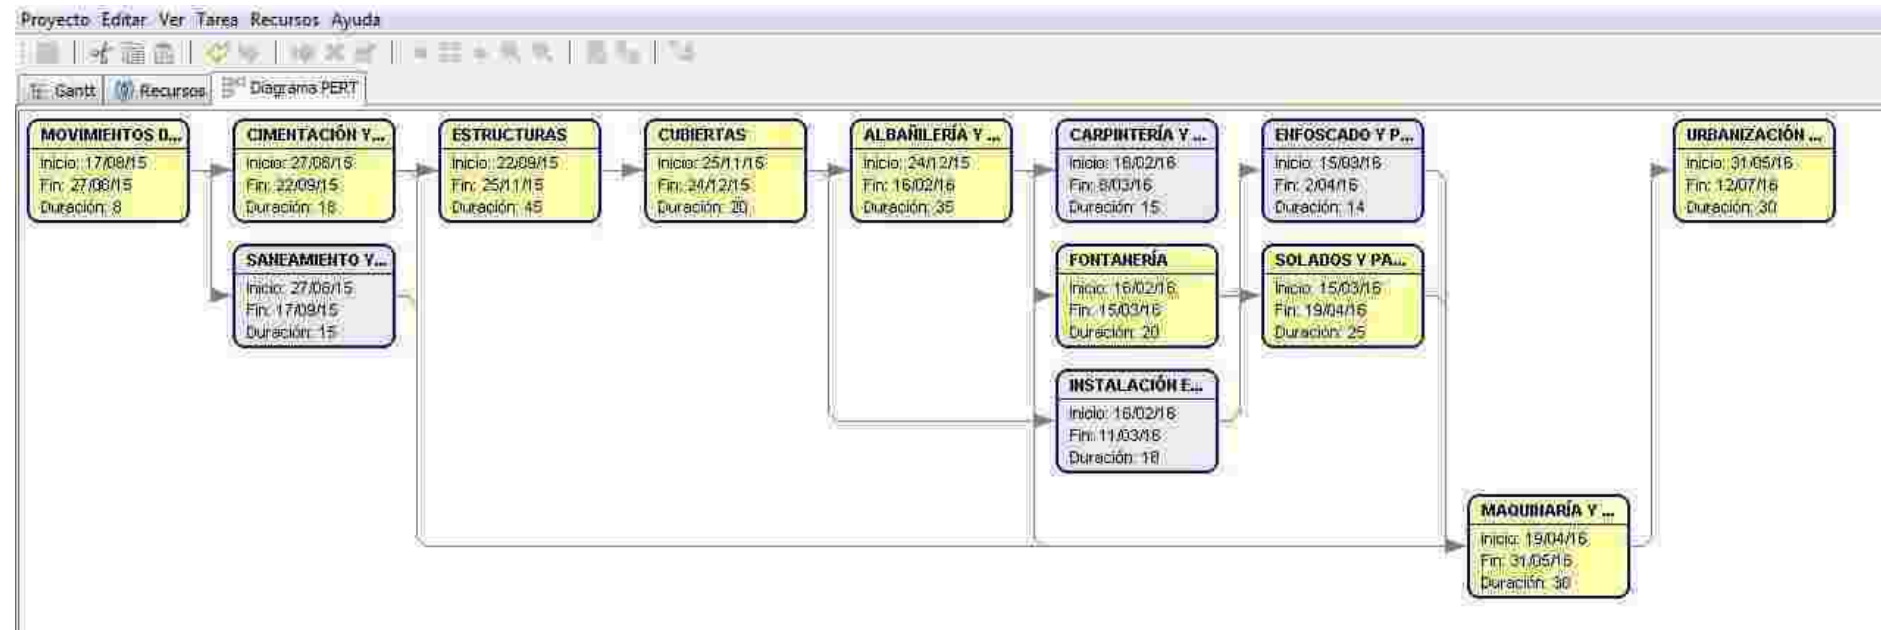 Proyecto Editar Ver Tarea Recursos Ayuda
Gantt Recursos Diagrama PERT
MOVIMIENTOS D...
Inicio: 17/08/15
Fin: 27/08/15
Duración: 8
CIMENTACIÓN Y...
Inicio: 27/08/15
Fin: 22/09/15
Duración: 18
ESTRUCTURAS
Inicio: 22/09/15
Fin: 25/11/15
Duración: 45
CUBIERTAS
Inicio: 25/11/15
Fin: 24/12/15
Duración: 20
ALBAÑILERÍA Y ...
Inicio: 24/12/15
Fin: 16/02/16
Duración: 35
CARPINTERÍA Y ...
Inicio: 16/02/16
Fin: 8/03/16
Duración: 15
ENFOSCADO Y P...
Inicio: 15/03/16
Fin: 2/04/16
Duración: 14
URBANIZACIÓN ...
Inicio: 31/05/16
Fin: 12/07/16
Duración: 30
SANEAMIENTO Y...
Inicio: 27/08/15
Fin: 17/09/15
Duración: 15
FONTANERÍA
Inicio: 16/02/16
Fin: 15/03/16
Duración: 20
SOLADOS Y PA...
Inicio: 15/03/16
Fin: 19/04/16
Duración: 25
INSTALACIÓN E...
Inicio: 16/02/16
Fin: 11/03/16
Duración: 18
MAQUINARÍA Y ...
Inicio: 19/04/16
Fin: 31/05/16
Duración: 30